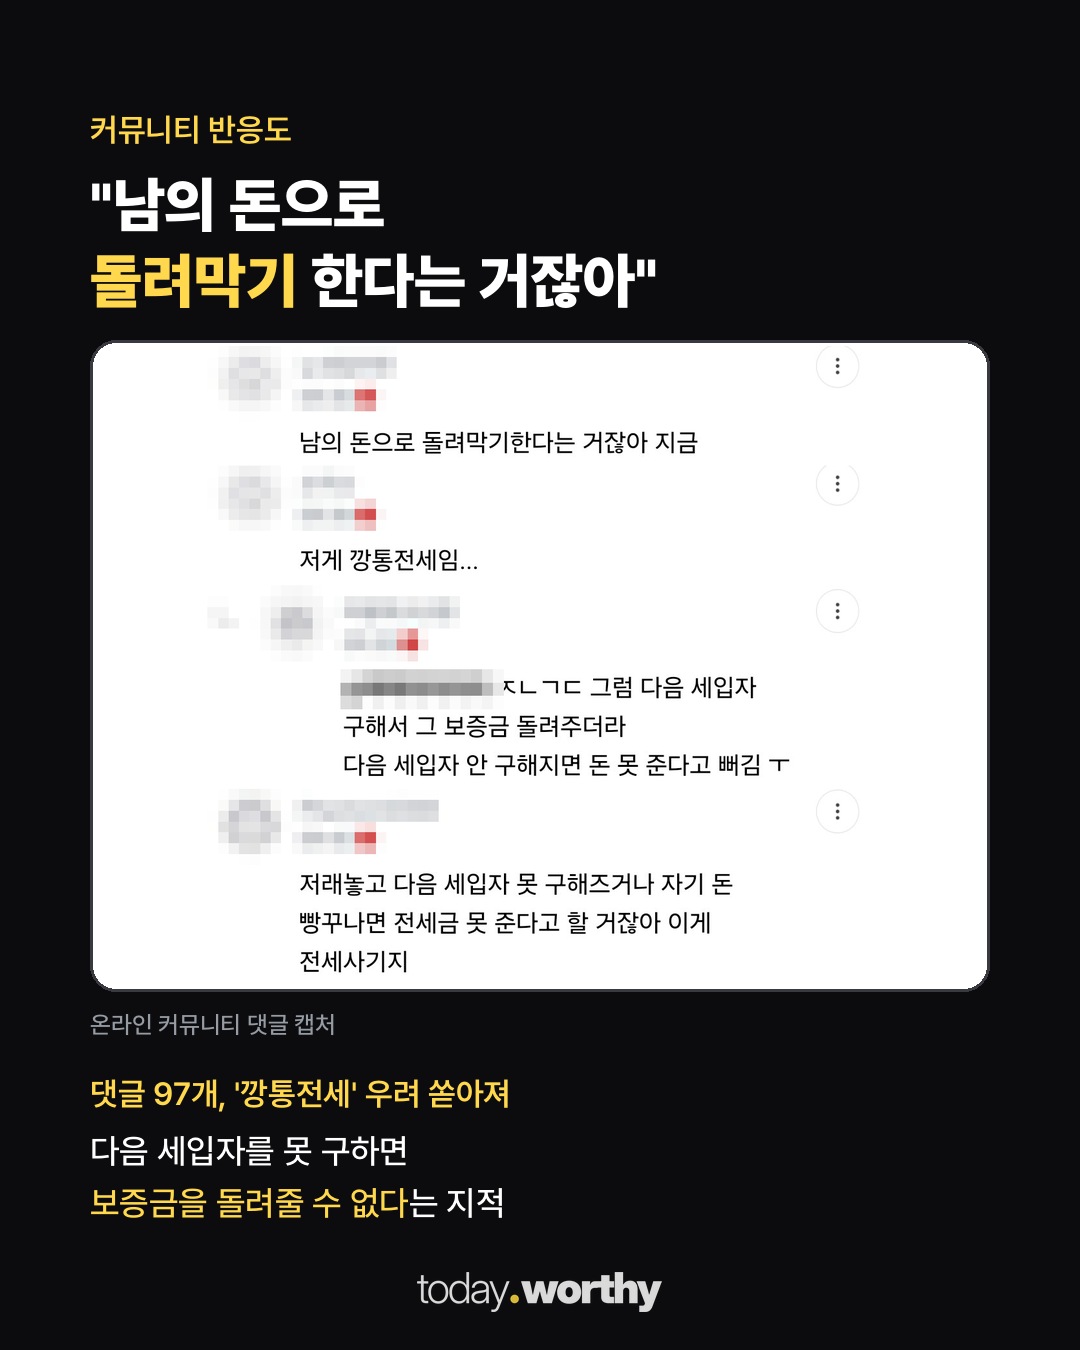 커뮤니티 반응도
"남의 돈으로
돌려막기 한다는 거잖아"
남의 돈으로 돌려막기한다는 거잖아 지금
저게 깡통전세임...
ㅈㄴㄱㄷ 그럼 다음 세입자
구해서 그 보증금 돌려주더라
다음 세입자 안 구해지면 돈 못 준다고 뻐김 ㅜ
저래놓고 다음 세입자 못 구해즈거나 자기 돈
빵꾸나면 전세금 못 준다고 할 거잖아 이게
전세사기지
온라인 커뮤니티 댓글 캡처
댓글 97개, '깡통전세' 우려 쏟아져
다음 세입자를 못 구하면
보증금을 돌려줄 수 없다는 지적
today.worthy